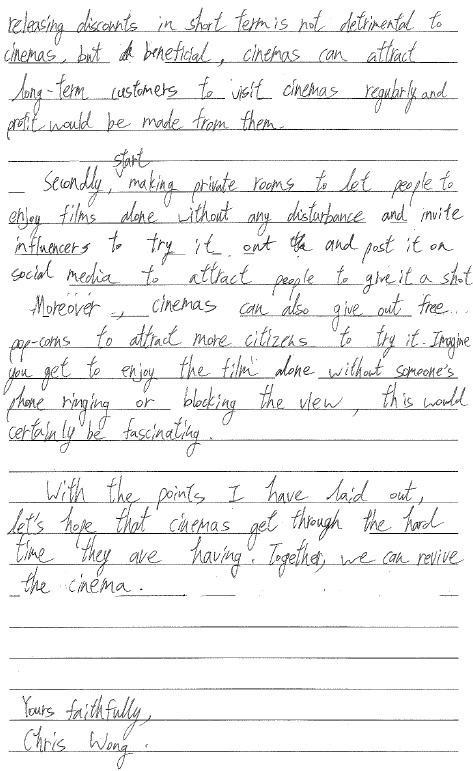 releasing discounts in short term is not detrimental to
cinemas, but beneficial, cinemas can attract
long-term customers to visit cinemas regularly and
profit would be made from them.
start
Secondly, making private rooms to let people to
enjoy films alone without any disturbance and invite
influencers to try it out and post it on
social media to attract people to give it a shot
Moreover, cinemas can also give out free
pop-corns to attract more citizens to try it. Imagine
you get to enjoy the film alone without someone's
phone ringing or blocking the view, this would
certainly be fascinating.
With the points I have laid out,
let's hope that cinemas get through the hard
time they are having. Together, we can revive
the cinema.
Yours faithfully,
Chris Wong.